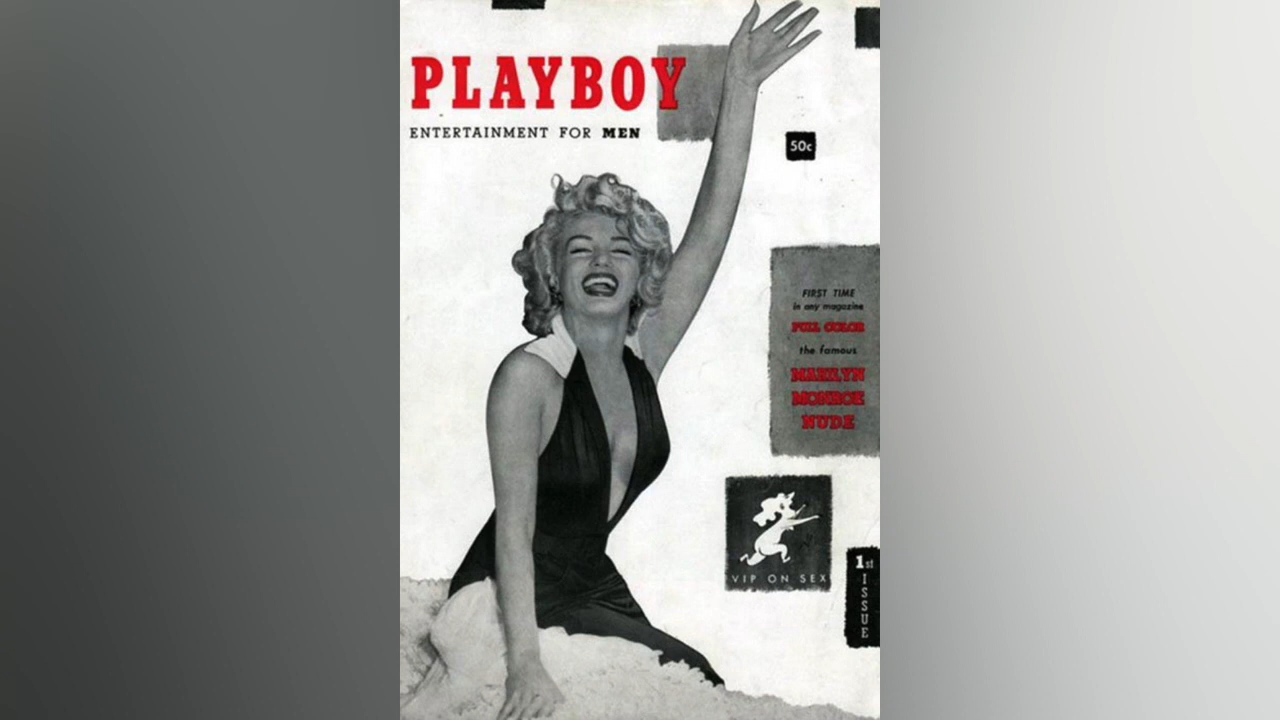 PLAYBOY
ENTERTAINMENT FOR MEN
50c
FIRST TIME
in any magazine
FULL COLOR
the famous
MARILYN
MONROE
NUDE
VIP ON SEX
1st
ISSUE